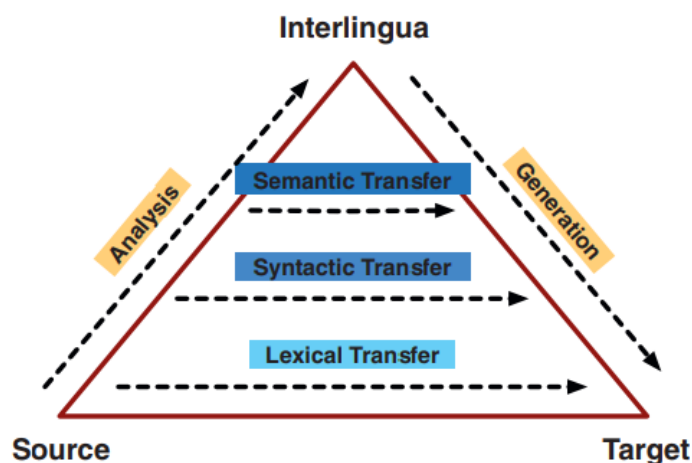 Interlingua
Analysis
Semantic Transfer
Generation
Syntactic Transfer
Lexical Transfer
Source
Target